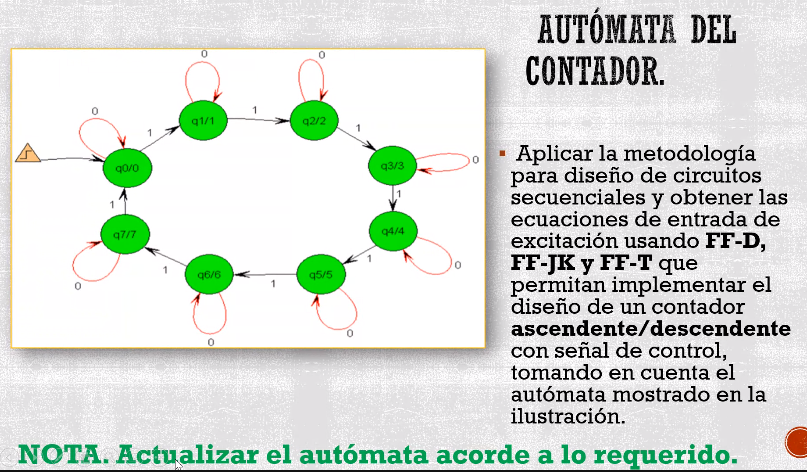 AUTÓMATA DEL
CONTADOR.
0
0
0
0
0
0
0
0
1
1
1
1
1
1
1
1
q0/0
q1/1
q2/2
q3/3
q4/4
q5/5
q6/6
q7/7
Aplicar la metodología
para diseño de circuitos
secuenciales y obtener las
ecuaciones de entrada de
excitación usando FF-D,
FF-JK y FF-T que
permitan implementar el
diseño de un contador
ascendente/descendente
con señal de control,
tomando en cuenta el
autómata mostrado en la
ilustración.
NOTA. Actualizar el autómata acorde a lo requerido.